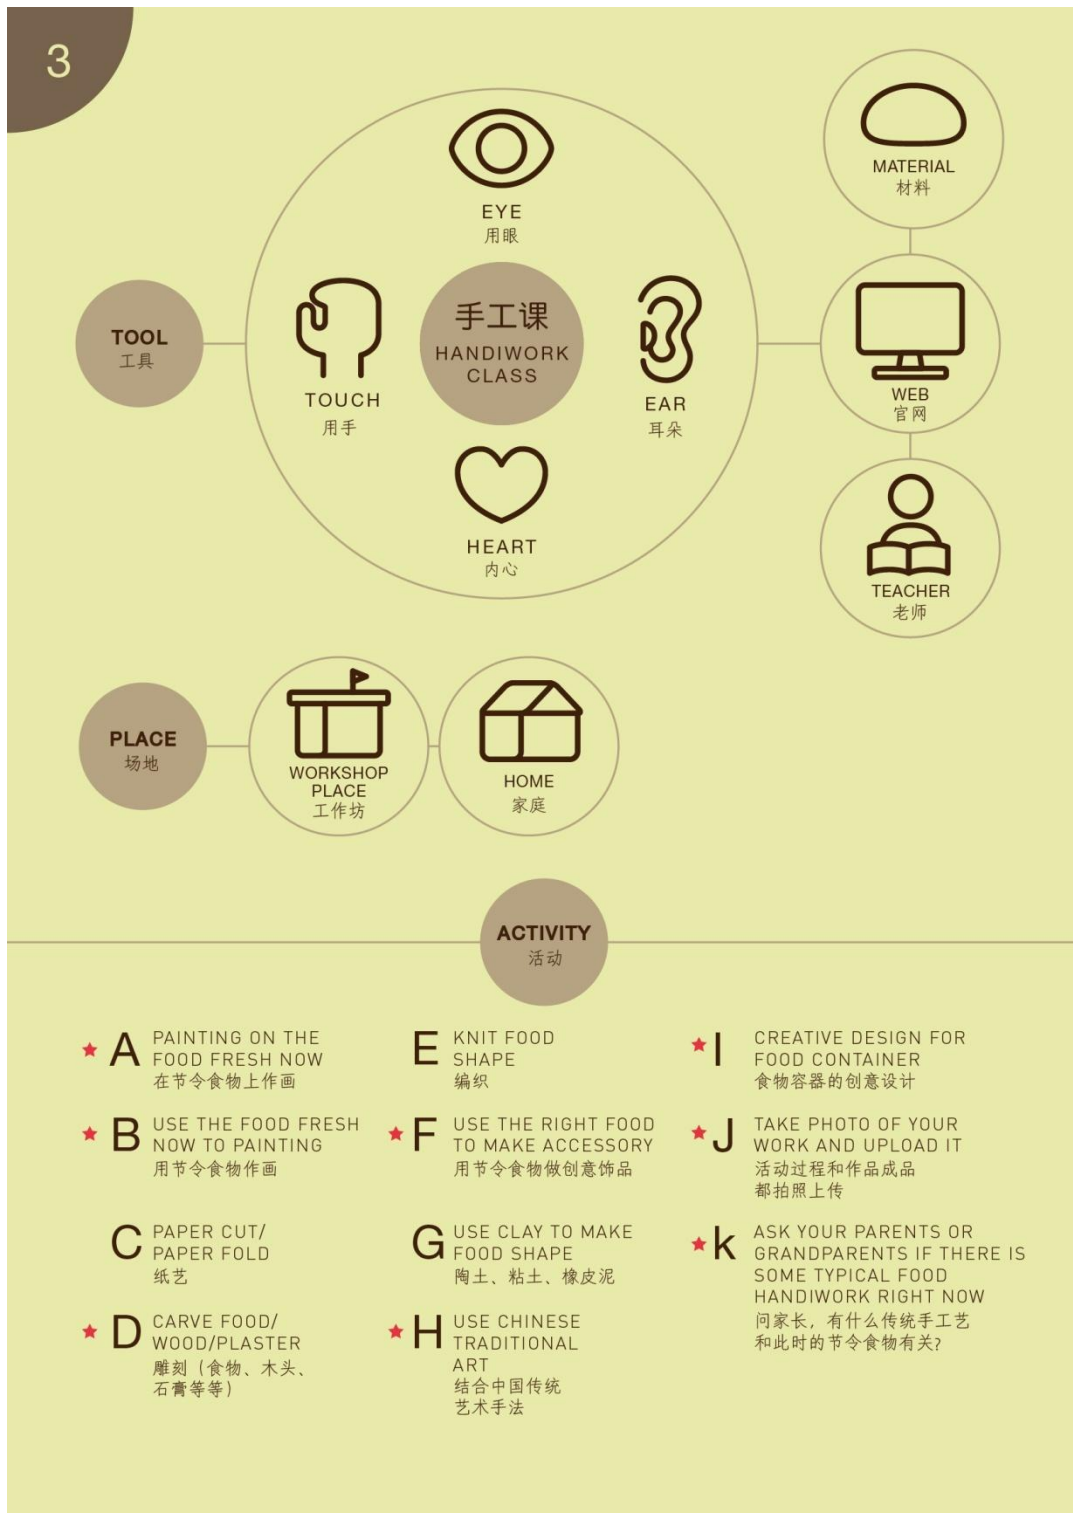 3
EYE
用眼
TOUCH
用手
手工课
HANDIWORK
CLASS
EAR
耳朵
HEART
内心
TOOL
工具
MATERIAL
材料
WEB
官网
TEACHER
老师
PLACE
场地
WORKSHOP
PLACE
工作坊
HOME
家庭
ACTIVITY
活动
A PAINTING ON THE
FOOD FRESH NOW
在节令食物上作画
B USE THE FOOD FRESH
NOW TO PAINTING
用节令食物作画
C PAPER CUT/
PAPER FOLD
纸艺
D CARVE FOOD/
WOOD/PLASTER
雕刻（食物、木头、
石膏等等）
E KNIT FOOD
SHAPE
编织
F USE THE RIGHT FOOD
TO MAKE ACCESSORY
用节令食物做创意饰品
G USE CLAY TO MAKE
FOOD SHAPE
陶土、粘土、橡皮泥
H USE CHINESE
TRADITIONAL
ART
结合中国传统
艺术手法
I CREATIVE DESIGN FOR
FOOD CONTAINER
食物容器的创意设计
J TAKE PHOTO OF YOUR
WORK AND UPLOAD IT
活动过程和作品成品
都拍照上传
k ASK YOUR PARENTS OR
GRANDPARENTS IF THERE IS
SOME TYPICAL FOOD
HANDIWORK RIGHT NOW
问家长，有什么传统手工艺
和此时的节令食物有关？